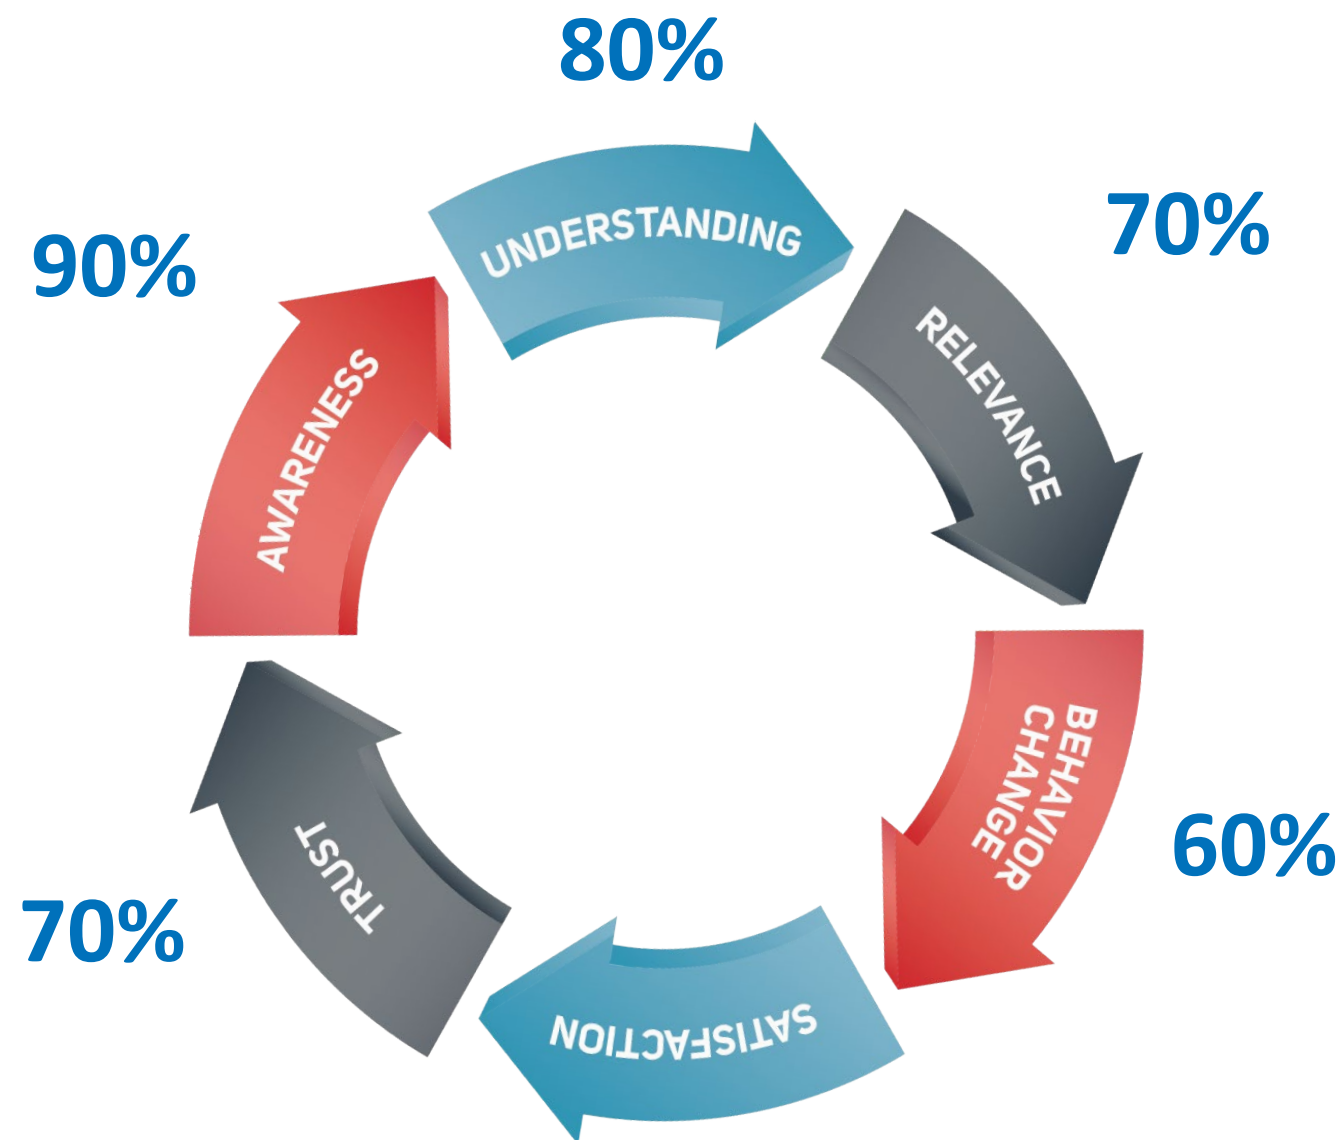 80%
UNDERSTANDING
70%
RELEVANCE
60%
BEHAVIOR
CHANGE
SATISFACTION
70%
TRUST
90%
AWARENESS